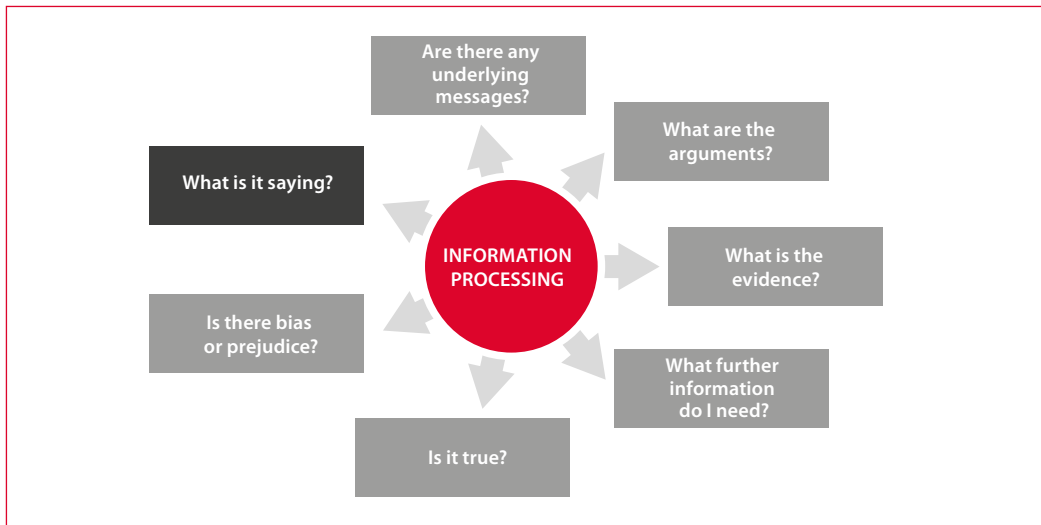 Are there any
underlying
messages?
What are the
arguments?
What is it saying?
INFORMATION
PROCESSING
What is the
evidence?
Is there bias
or prejudice?
What further
information
do I need?
Is it true?